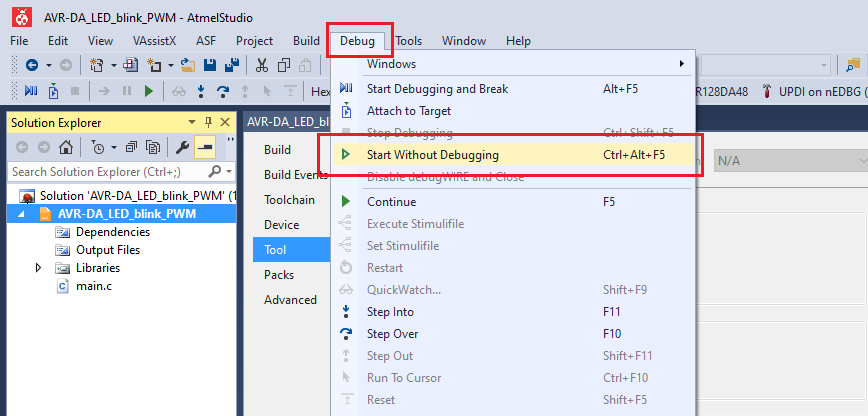 AVR-DA_LED_blink_PWM - AtmelStudio
File Edit View VAssistX ASF Project Build Debug Tools Window Help
Hex
R128DA48 UPDI on nEDBG (
Solution Explorer
Search Solution Explorer (Ctrl+;)
Solution 'AVR-DA_LED_blink_PWM' (1
AVR-DA_LED_blink_PWM
Dependencies
Output Files
Libraries
main.c
AVR-DA_LED_bl
Build
Build Events
Toolchain
Device
Tool
Packs
Advanced
Windows
Start Debugging and Break Alt+F5
Attach to Target
Stop Debugging Ctrl+Shift+F5
Start Without Debugging Ctrl+Alt+F5
Disable debugWIRE and Close
Continue F5
Execute Stimulifile
Set Stimulifile
Restart
QuickWatch... Shift+F9
Step Into F11
Step Over F10
Step Out Shift+F11
Run To Cursor Ctrl+F10
Reset Shift+F5
N/A